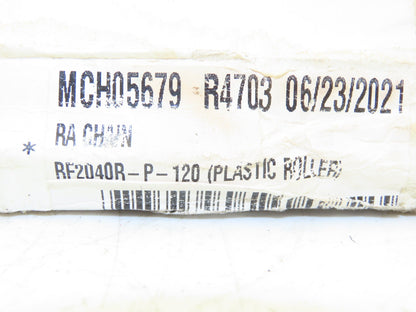 MCH05679 R4703 06/23/2021
RA CHAIN
* RF2040R-P-120 (PLASTIC ROLLER)